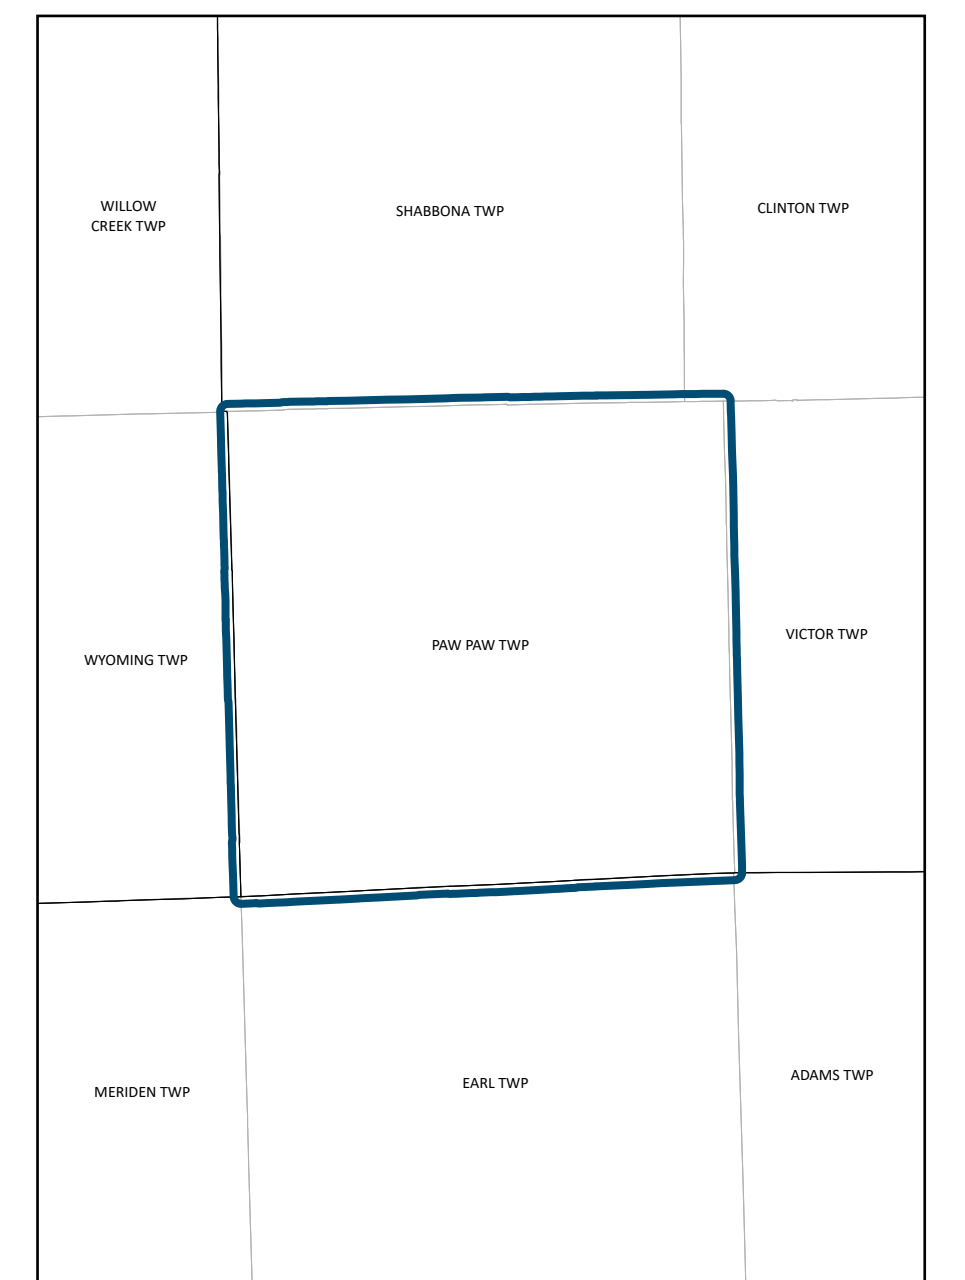 WILLOW
CREEK TWP
SHABBONA TWP
CLINTON TWP
WYOMING TWP
PAW PAW TWP
VICTOR TWP
MERIDEN TWP
EARL TWP
ADAMS TWP